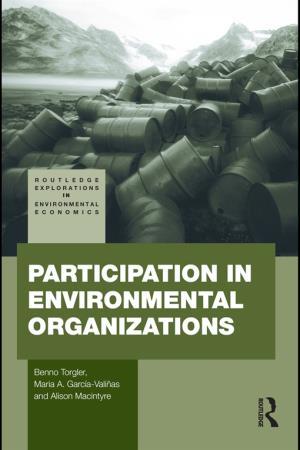 ROUTLEDGE
EXPLORATIONS
IN
ENVIRONMENTAL
ECONOMICS
PARTICIPATION IN
ENVIRONMENTAL
ORGANIZATIONS
Benno Torgler,
Maria A. García-Valiñas
and Alison Macintyre
ROUTLEDGE